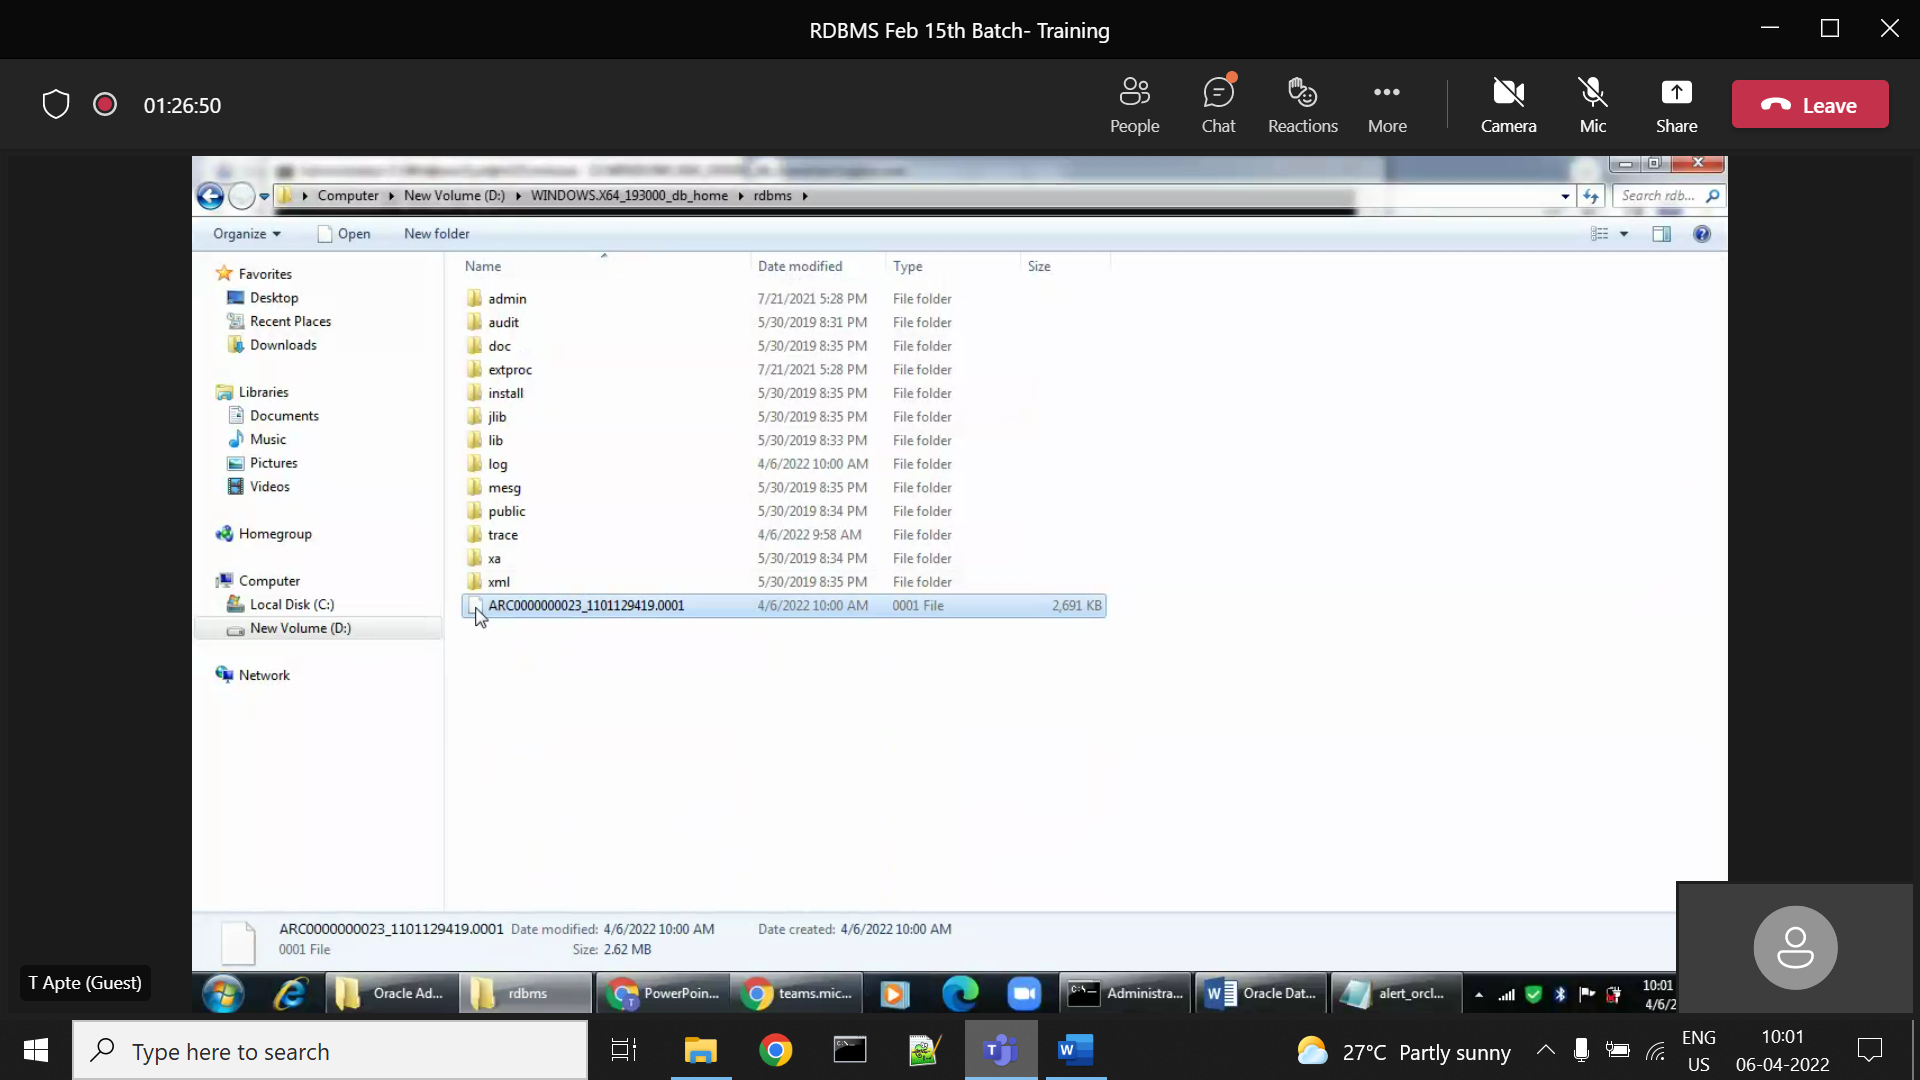 RDBMS Feb 15th Batch- Training
01:26:50
People
Chat
Reactions
More
Camera
Mic
Share
Leave
Computer New Volume (D:) WINDOWS.X64_193000_db_home rdbms
Search rdb...
Organize Open New folder
Name Date modified Type Size
Favorites
Desktop
Recent Places
Downloads
Libraries
Documents
Music
Pictures
Videos
Homegroup
Computer
Local Disk (C:)
New Volume (D:)
Network
admin 7/21/2021 5:28 PM File folder
audit 5/30/2019 8:31 PM File folder
doc 5/30/2019 8:35 PM File folder
extproc 7/21/2021 5:28 PM File folder
install 5/30/2019 8:35 PM File folder
jlib 5/30/2019 8:35 PM File folder
lib 5/30/2019 8:33 PM File folder
log 4/6/2022 10:00 AM File folder
mesg 5/30/2019 8:35 PM File folder
public 5/30/2019 8:34 PM File folder
trace 4/6/2022 9:58 AM File folder
xa 5/30/2019 8:34 PM File folder
xml 5/30/2019 8:35 PM File folder
ARC0000000023_1101129419.0001 4/6/2022 10:00 AM 0001 File 2,691 KB
ARC0000000023_1101129419.0001 Date modified: 4/6/2022 10:00 AM Date created: 4/6/2022 10:00 AM
0001 File Size: 2.62 MB
T Apte (Guest)
Oracle Ad... rdbms PowerPoin... teams.mic... Administra... Oracle Dat... alert_orcl... 10:01
4/6/2
Type here to search
27°C Partly sunny
ENG
US
10:01
06-04-2022